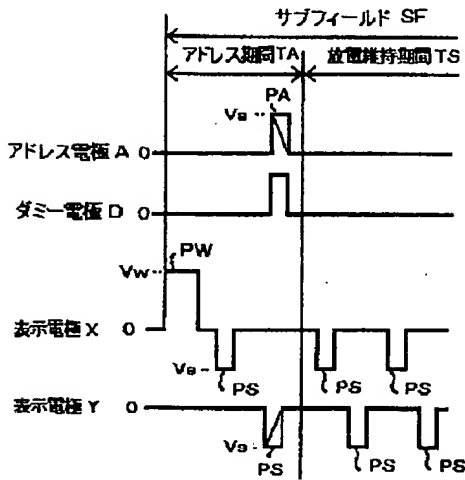 サブフィールド SF
アドレス期間TA
放電維持期間TS
PA
Va
アドレス電極 A 0
ダミー電極 D 0
PW
Vw
表示電極 X 0
Vs
PS
PS
PS
表示電極 Y 0
Vs
PS
PS
PS